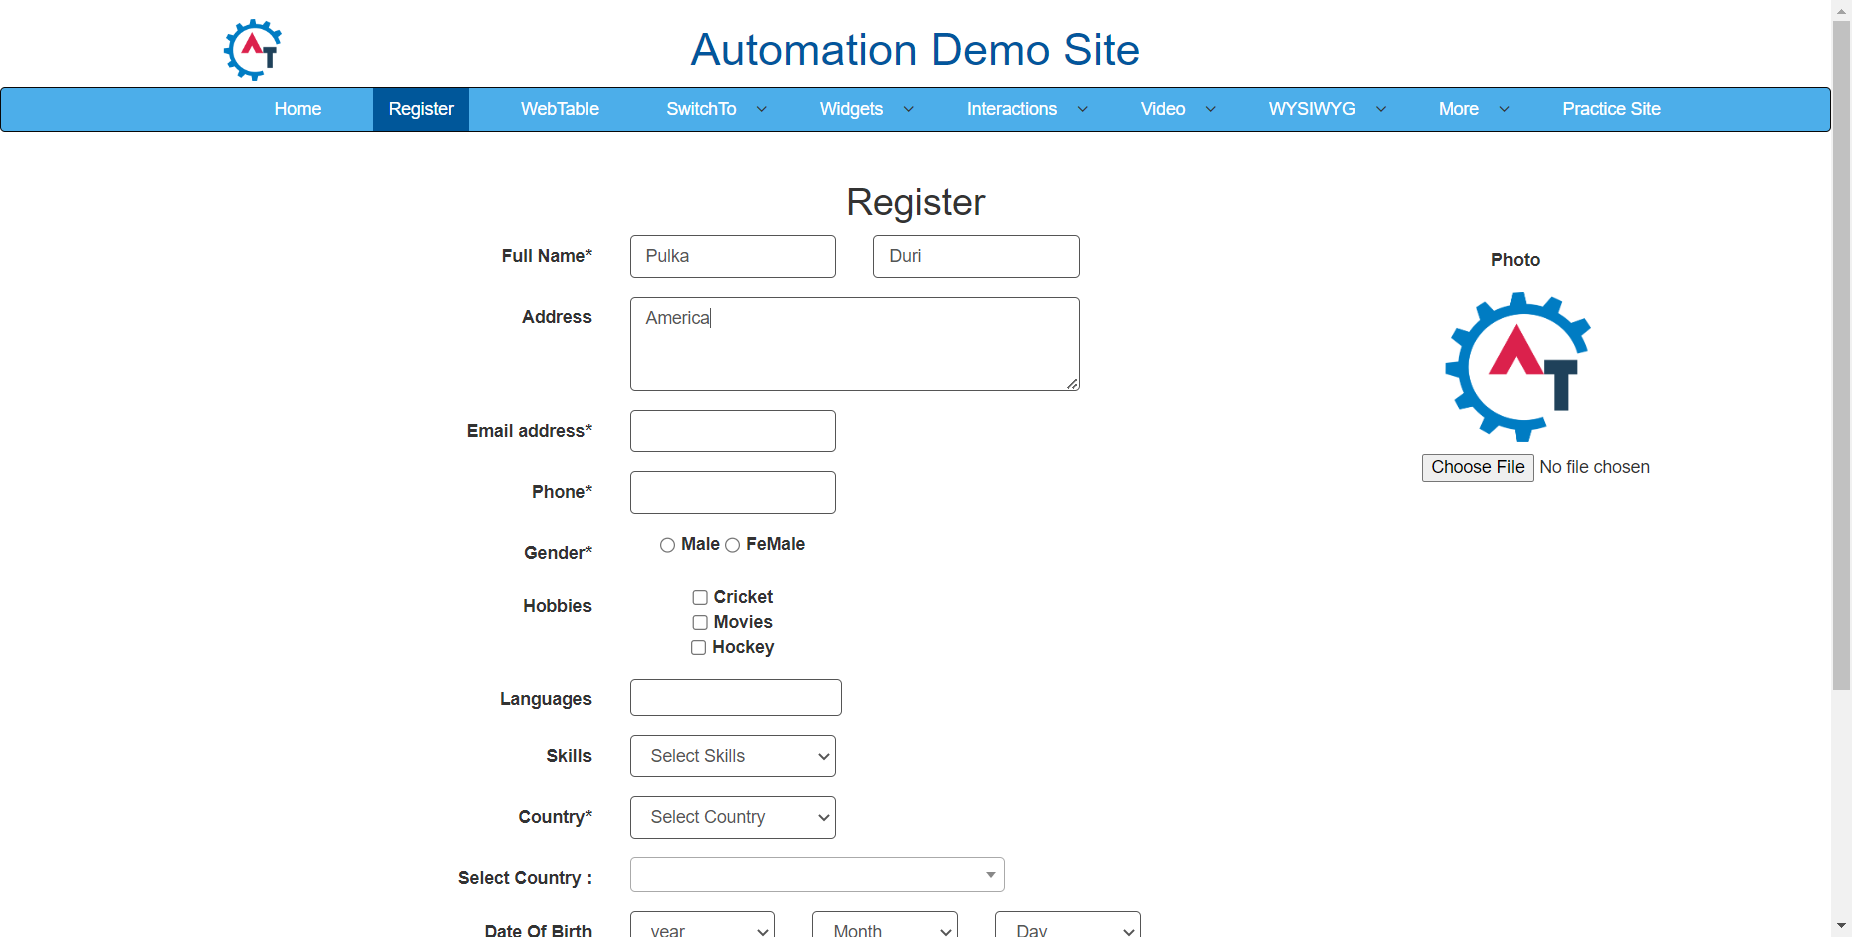 AT
Automation Demo Site
Home Register WebTable SwitchTo Widgets Interactions Video WYSIWYG More Practice Site
Register
Full Name* Pulka Duri
Photo
Address America
AT
Email address*
Choose File No file chosen
Phone*
Gender* Male FeMale
Hobbies Cricket
Movies
Hockey
Languages
Skills Select Skills
Country* Select Country
Select Country :
Date Of Birth year Month Day